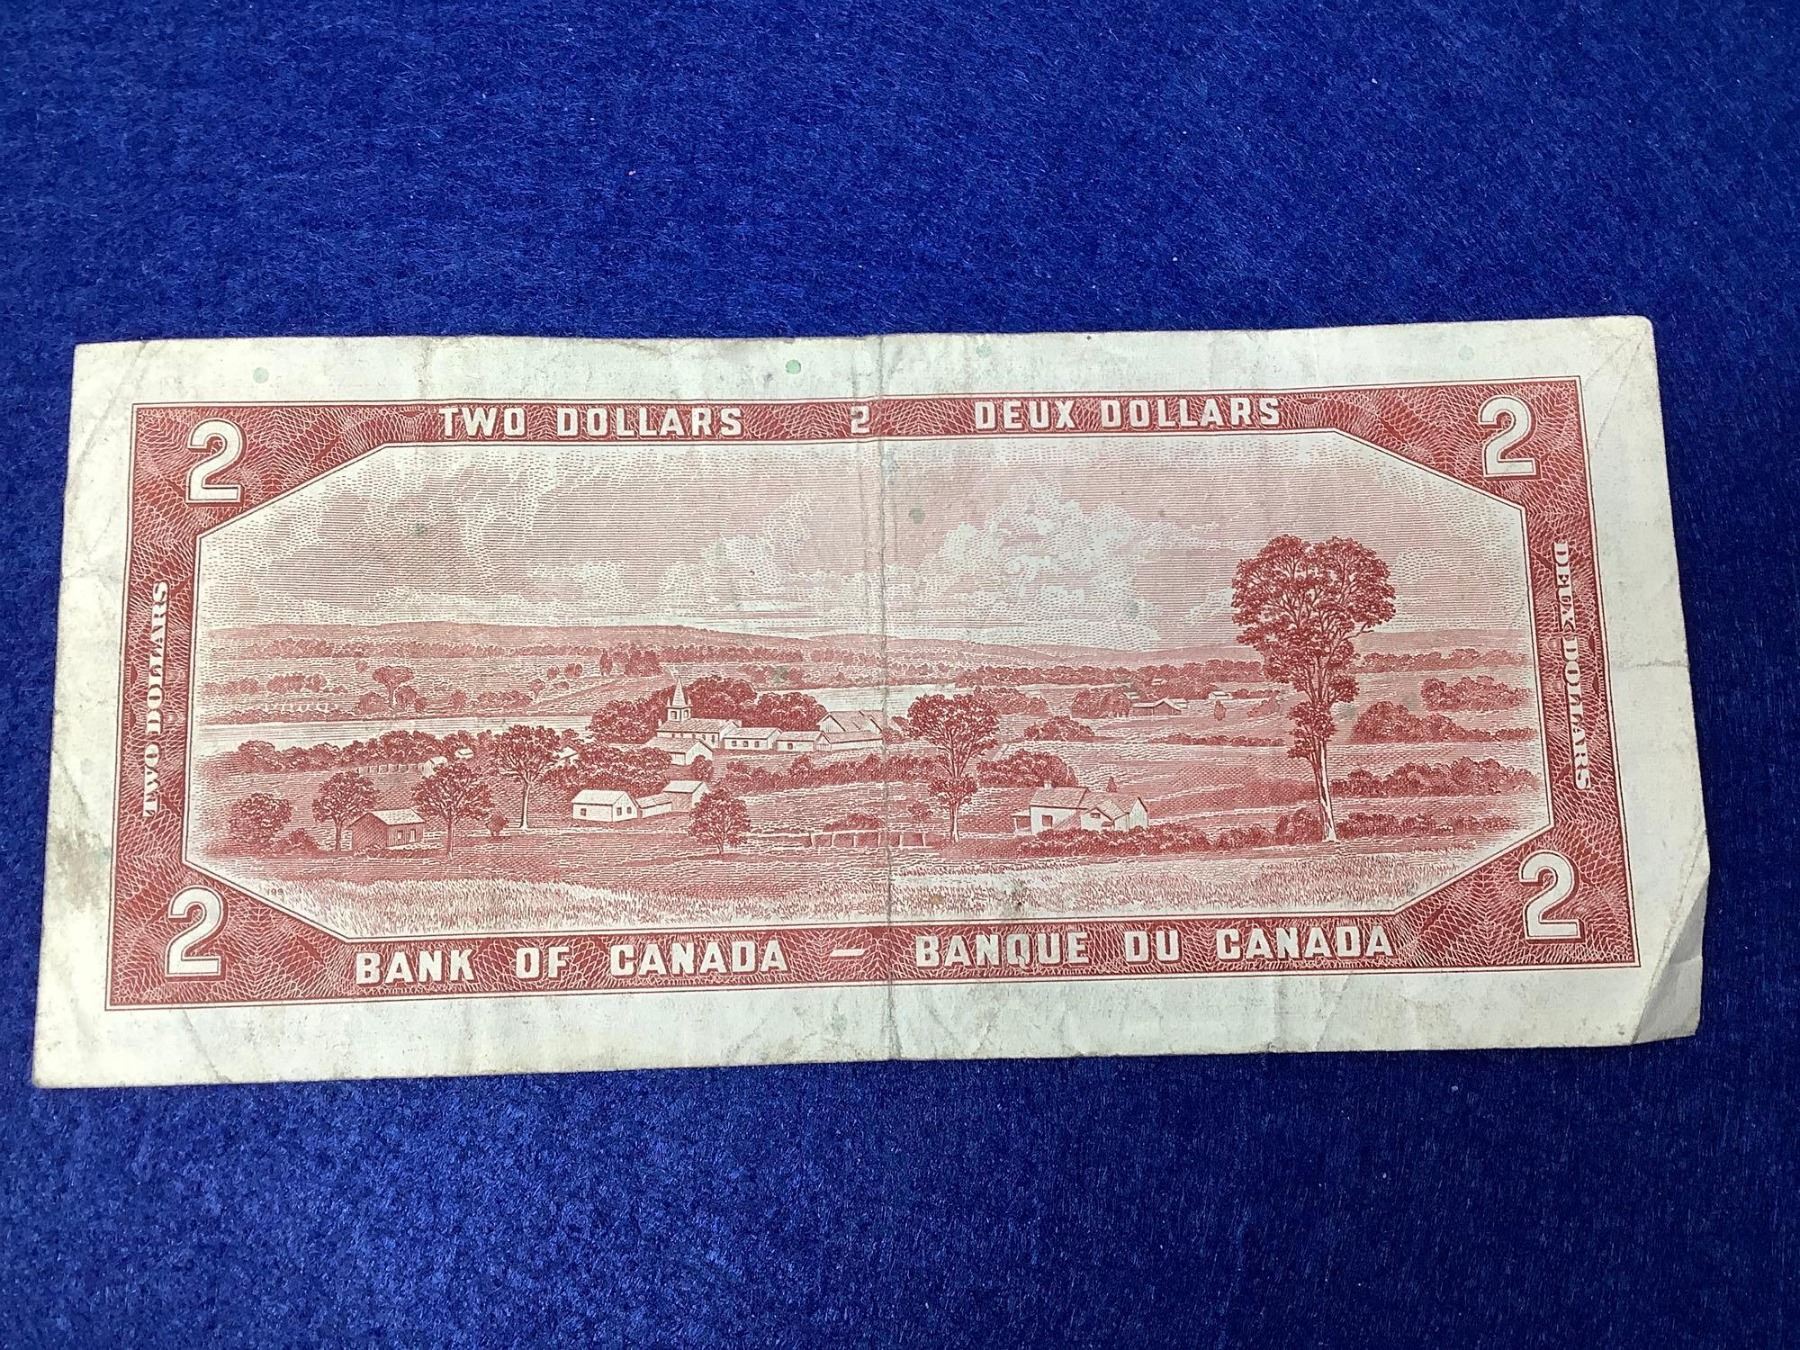 2 TWO DOLLARS 2 DEUX DOLLARS 2
TWO DOLLARS
DEUX DOLLARS
2 BANK OF CANADA — BANQUE DU CANADA 2